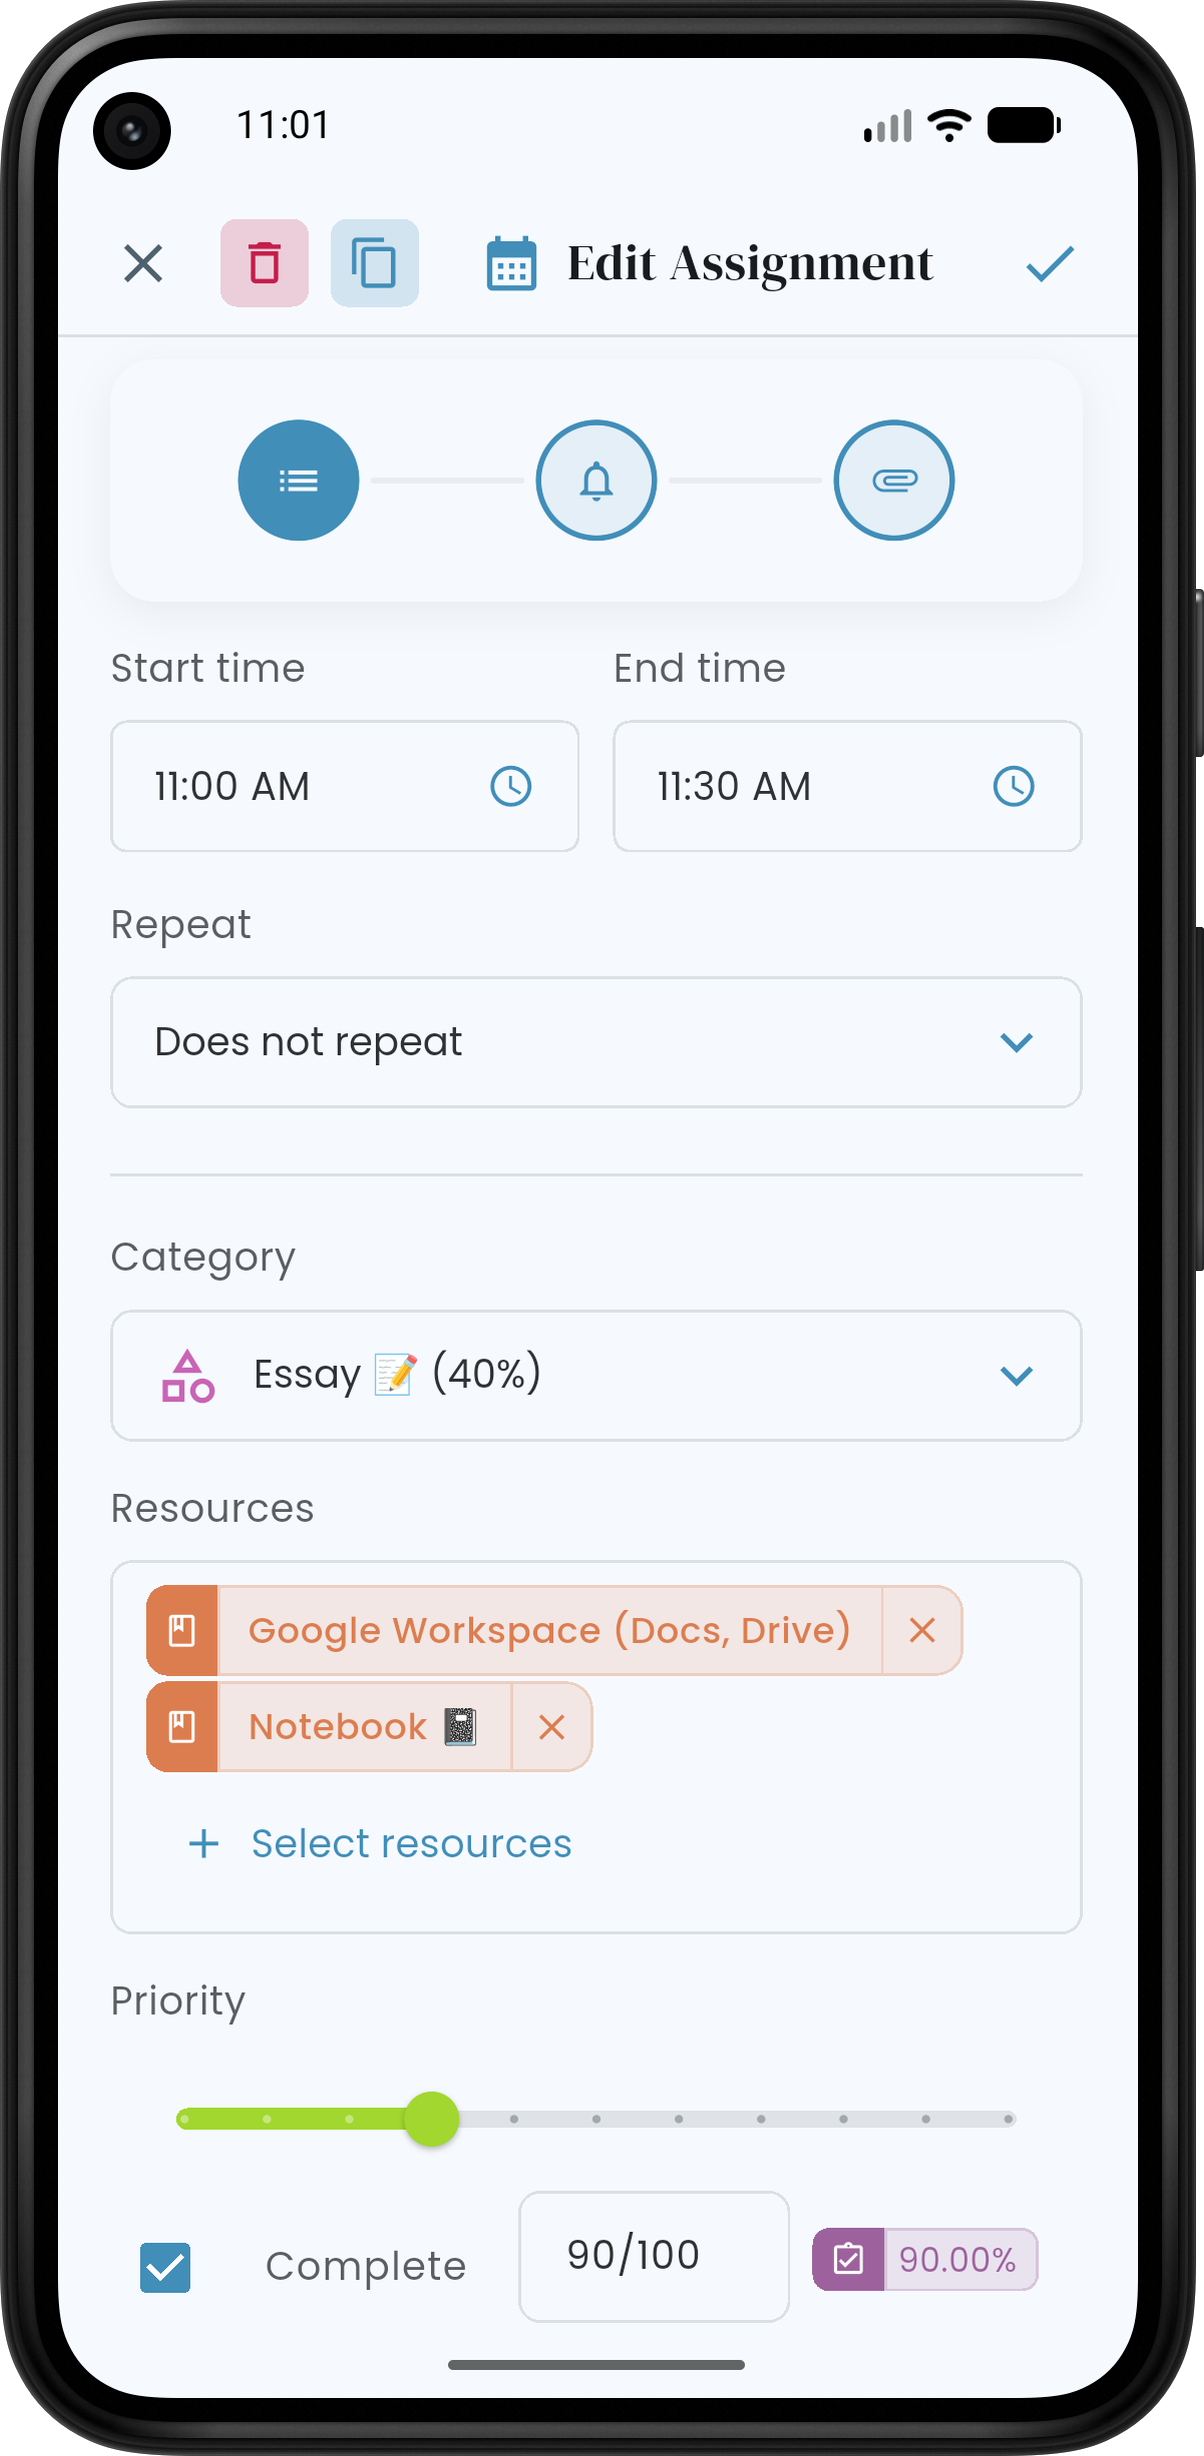 11:01
Edit Assignment
Start time End time
11:00 AM 11:30 AM
Repeat
Does not repeat
Category
Essay 📝 (40%)
Resources
Google Workspace (Docs, Drive)
Notebook 📓
Select resources
Priority
Complete 90/100 90.00%